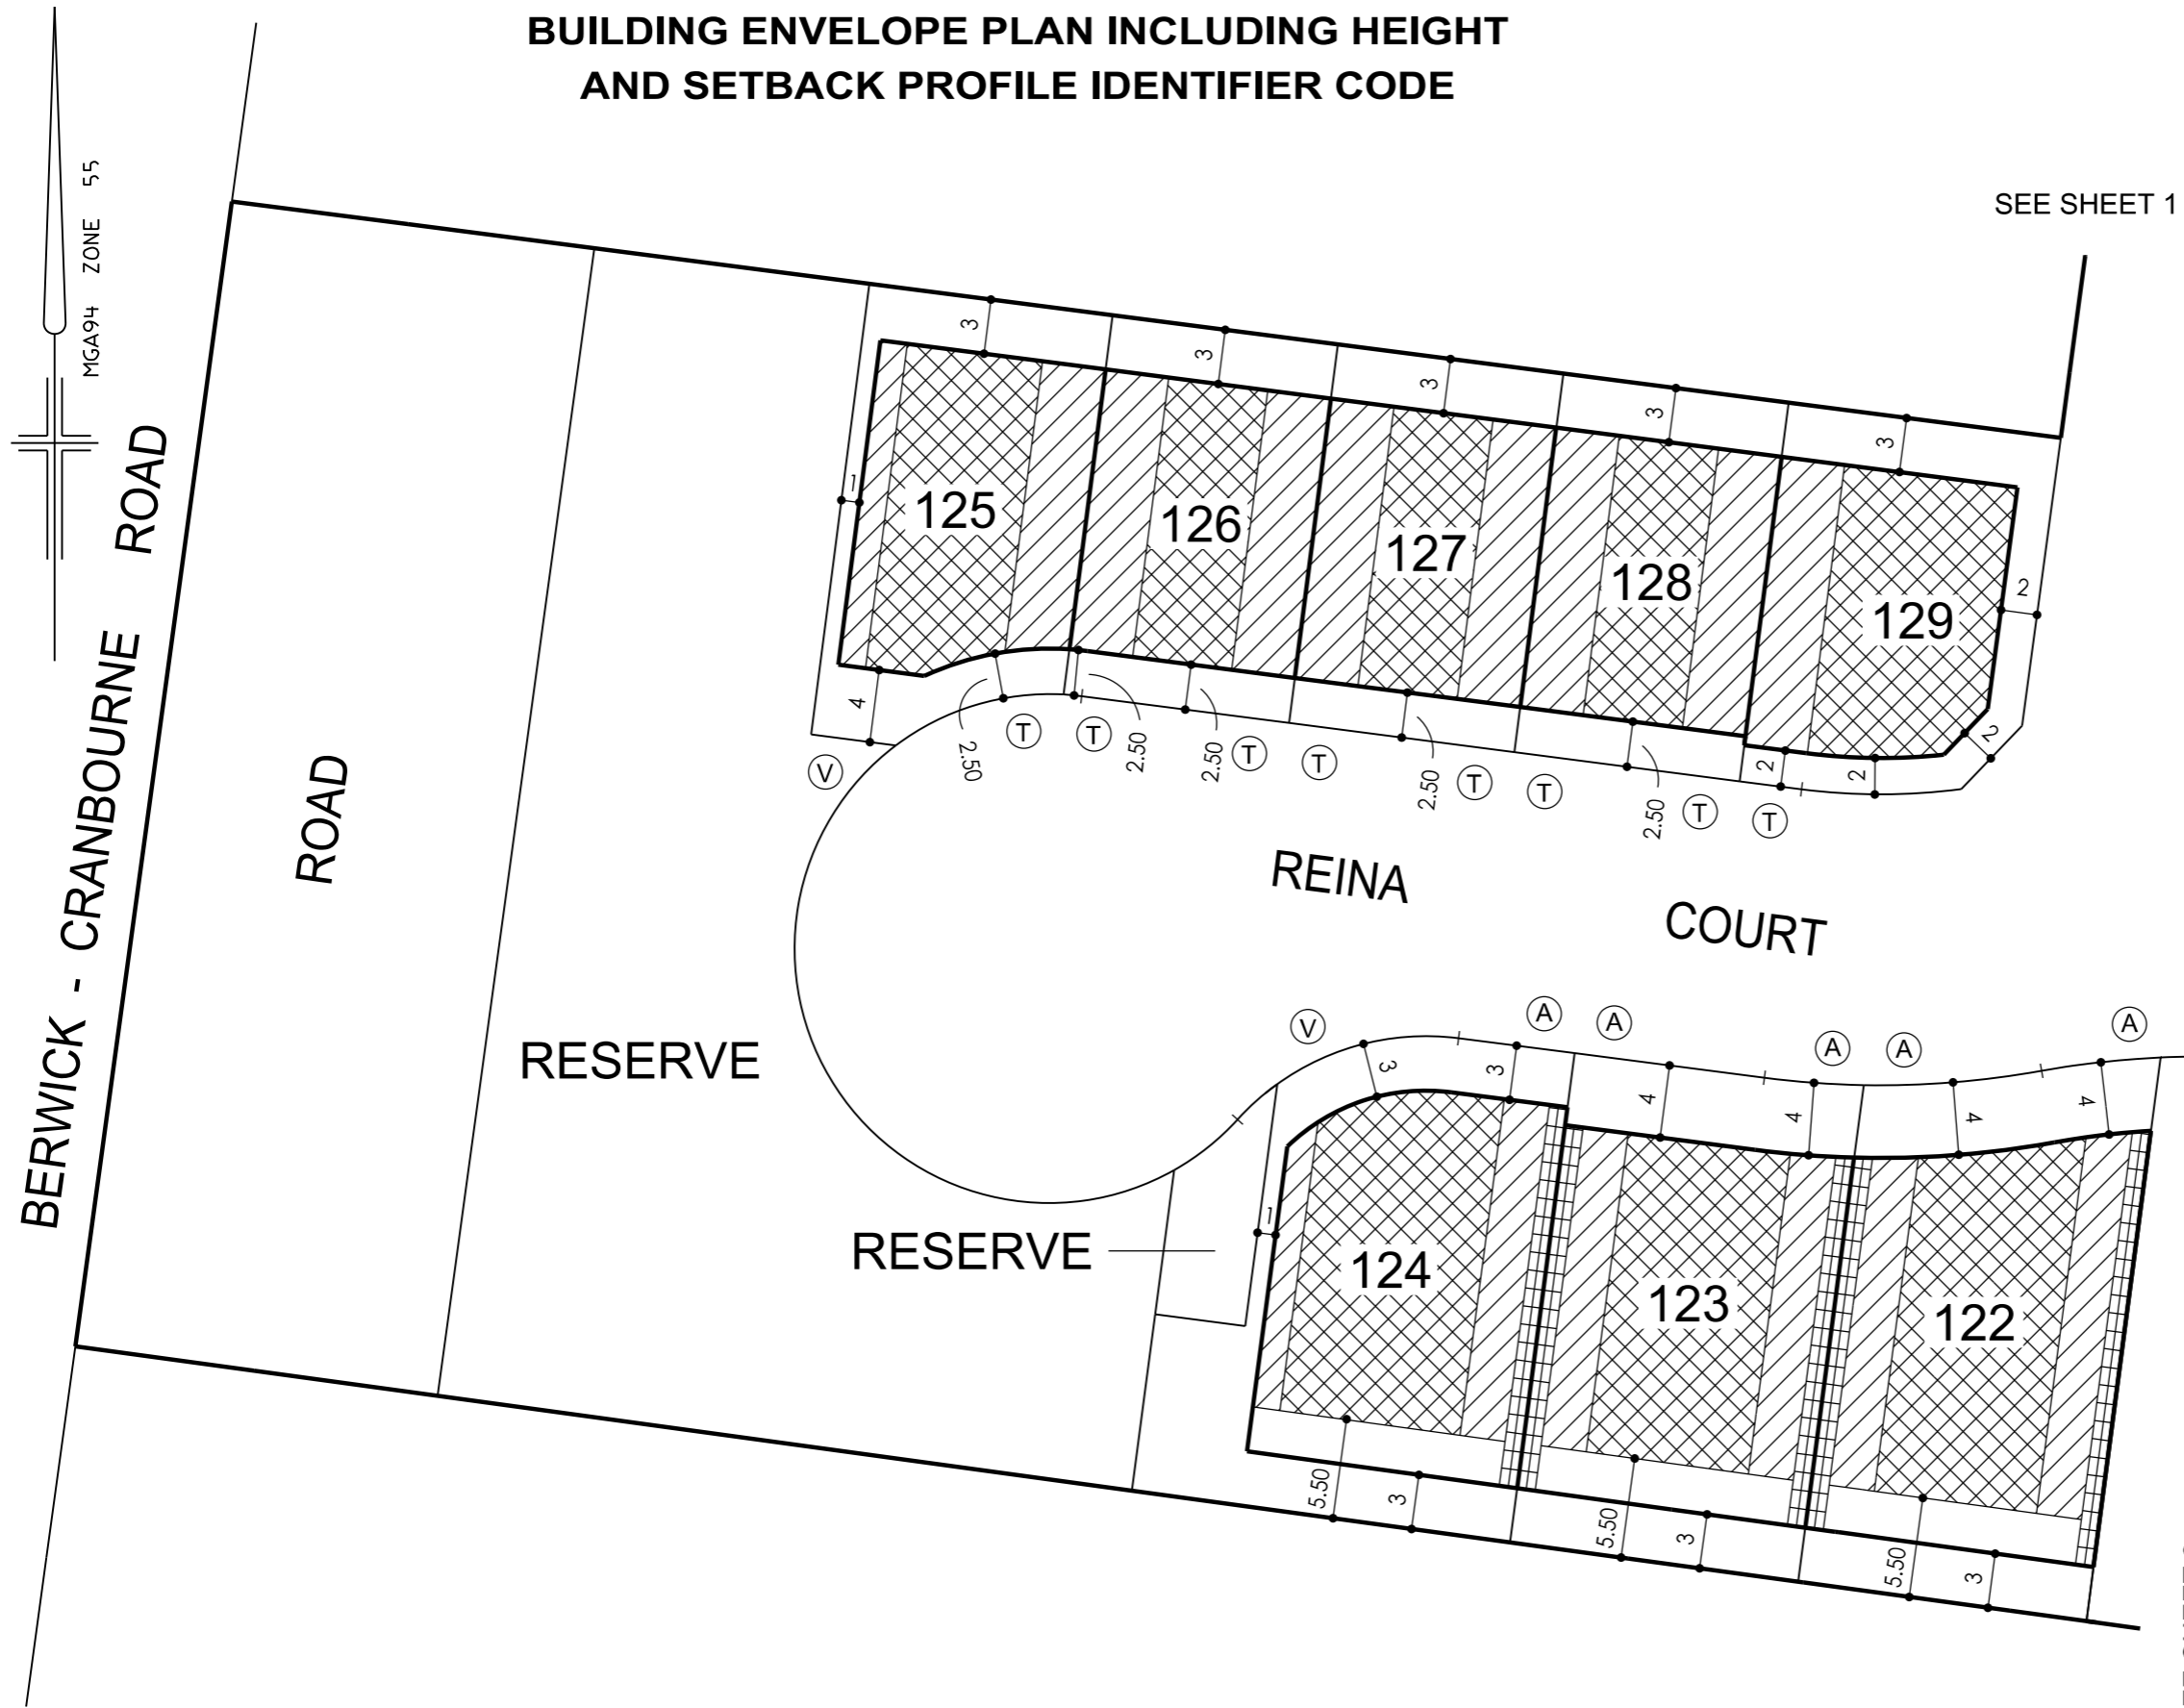 BUILDING ENVELOPE PLAN INCLUDING HEIGHT
AND SETBACK PROFILE IDENTIFIER CODE
MGA94 ZONE 55
SEE SHEET 1
3
3
3
3
3
1
125
126
127
128
129
2
2
4
2.50
T
T
2.50
2.50
T
T
2.50
T
T
2.50
T
T
2
2
V
BERWICK - CRANBOURNE ROAD
ROAD
REINA COURT
RESERVE
RESERVE
V
A
A
A
A
A
3
3
4
4
4
4
1
124
123
122
5.50
3
5.50
3
5.50
3